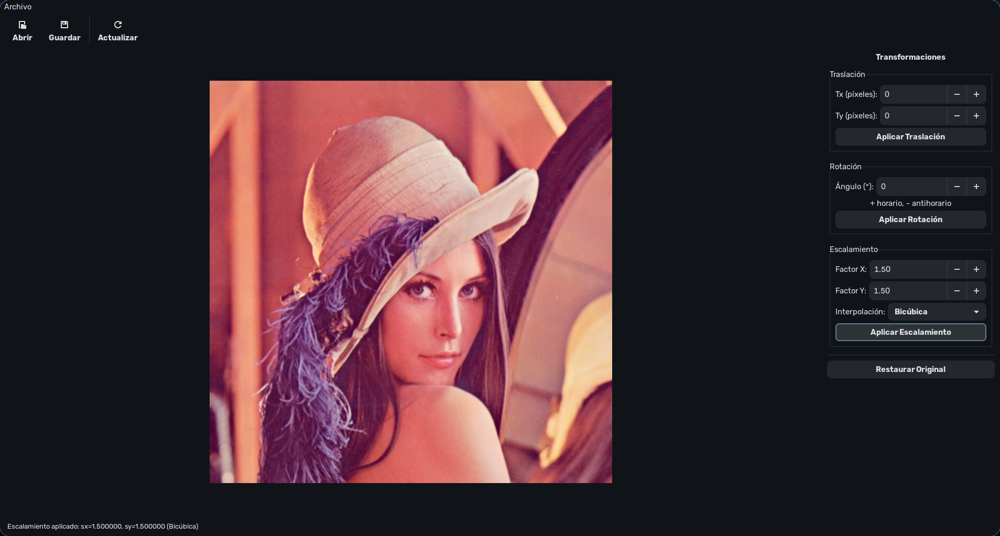 Archivo
Abrir
Guardar
Actualizar
Transformaciones
Traslación
Tx (píxeles): 0
Ty (píxeles): 0
Aplicar Traslación
Rotación
Ángulo (°): 0
+ horario, - antihorario
Aplicar Rotación
Escalamiento
Factor X: 1.50
Factor Y: 1.50
Interpolación: Bicúbica
Aplicar Escalamiento
Restaurar Original
Escalamiento aplicado: sx=1.500000, sy=1.500000 (Bicúbica)